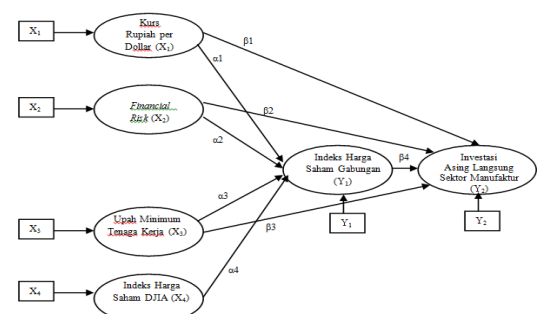 X1
Kurs
Rupiah per
Dollar (X1)
β1
α1
X2
Financial
Risk (X2)
β2
α2
Indeks Harga
Saham Gabungan
(Y1)
β4
Investasi
Asing Langsung
Sektor Manufaktur
(Y2)
α3
X3
Upah Minimum
Tenaga Kerja (X3)
β3
Y1
Y2
α4
X4
Indeks Harga
Saham DJIA (X4)